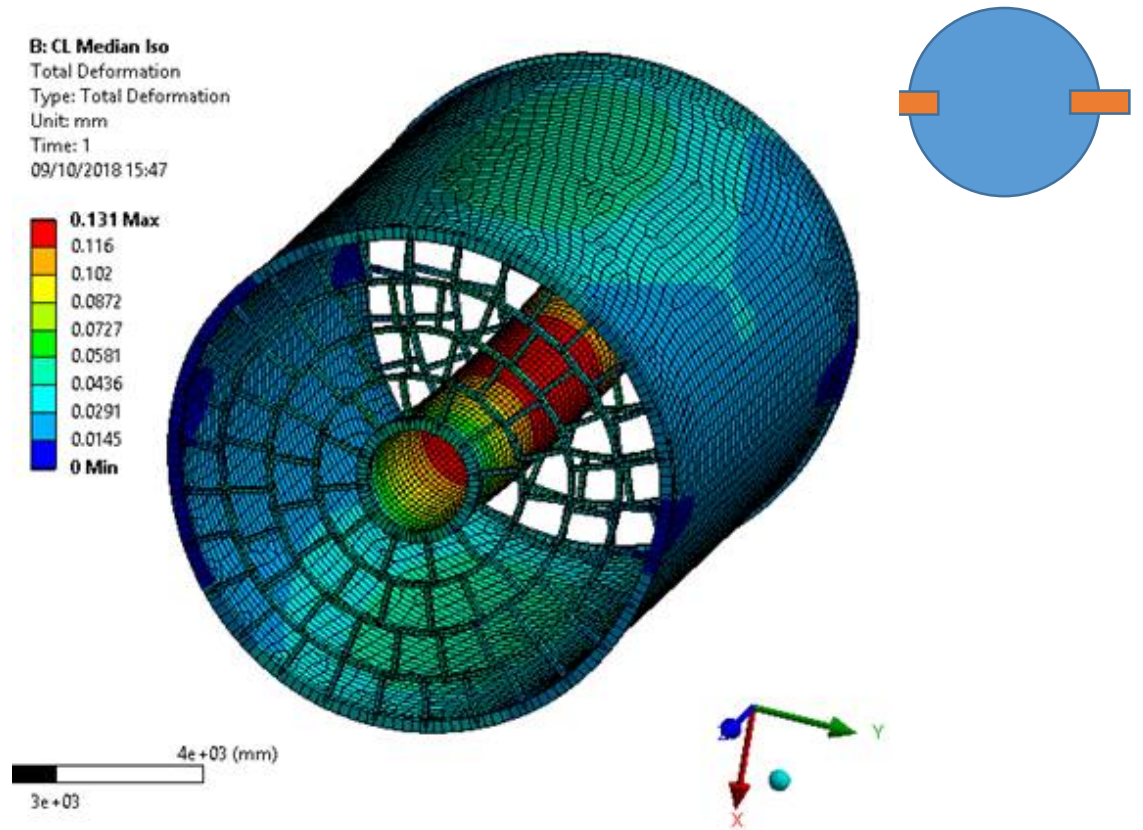 B: CL Median Iso
Total Deformation
Type: Total Deformation
Unit: mm
Time: 1
09/10/2018 15:47
0.131 Max
0.116
0.102
0.0872
0.0727
0.0581
0.0436
0.0291
0.0145
0 Min
4e+03 (mm)
3e+03
Y
X